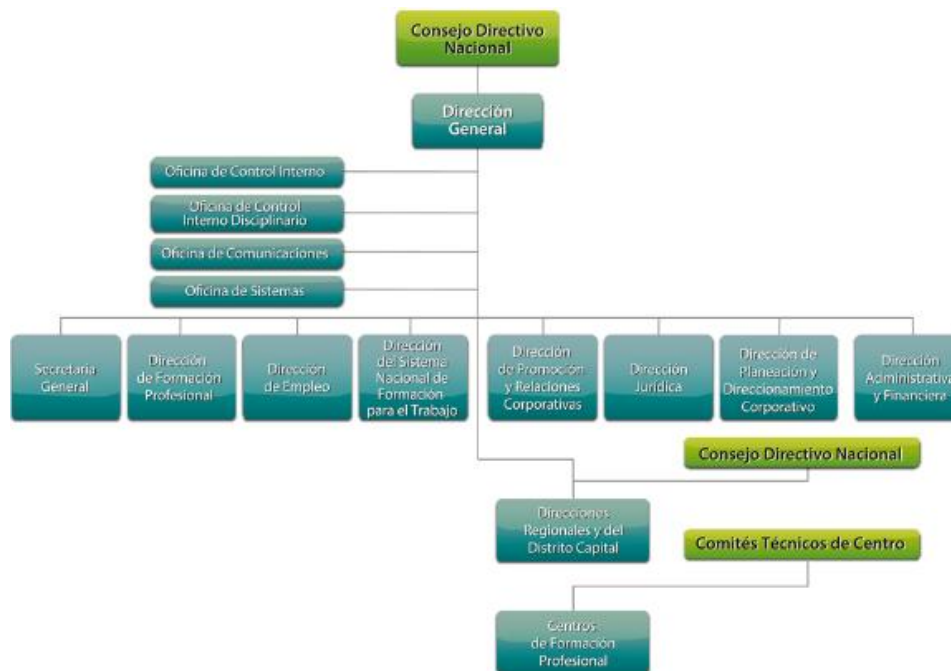 Consejo Directivo
Nacional
Dirección
General
Oficina de Control Interno
Oficina de Control
Interno Disciplinario
Oficina de Comunicaciones
Oficina de Sistemas
Secretaría
General
Dirección
de Formación
Profesional
Dirección
de Empleo
Dirección
del Sistema
Nacional de
Formación
para el Trabajo
Dirección
de Promoción
y Relaciones
Corporativas
Dirección
Jurídica
Dirección de
Planeación y
Direccionamiento
Corporativo
Dirección
Administrativa
y Financiera
Consejo Directivo Nacional
Direcciones
Regionales y del
Distrito Capital
Comités Técnicos de Centro
Centros
de Formación
Profesional